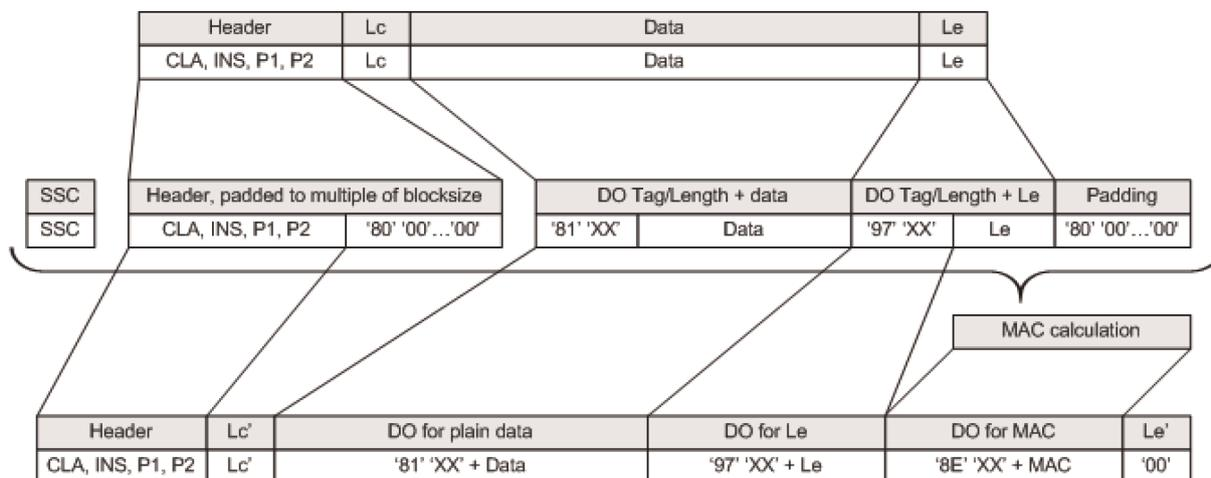 Header Lc Data Le
CLA, INS, P1, P2 Lc Data Le
SSC Header, padded to multiple of blocksize DO Tag/Length + data DO Tag/Length + Le Padding
SSC CLA, INS, P1, P2 '80' '00'...'00' '81' 'XX' Data '97' 'XX' Le '80' '00'...'00'
MAC calculation
Header Lc' DO for plain data DO for Le DO for MAC Le'
CLA, INS, P1, P2 Lc' '81' 'XX' + Data '97' 'XX' + Le '8E' 'XX' + MAC '00'